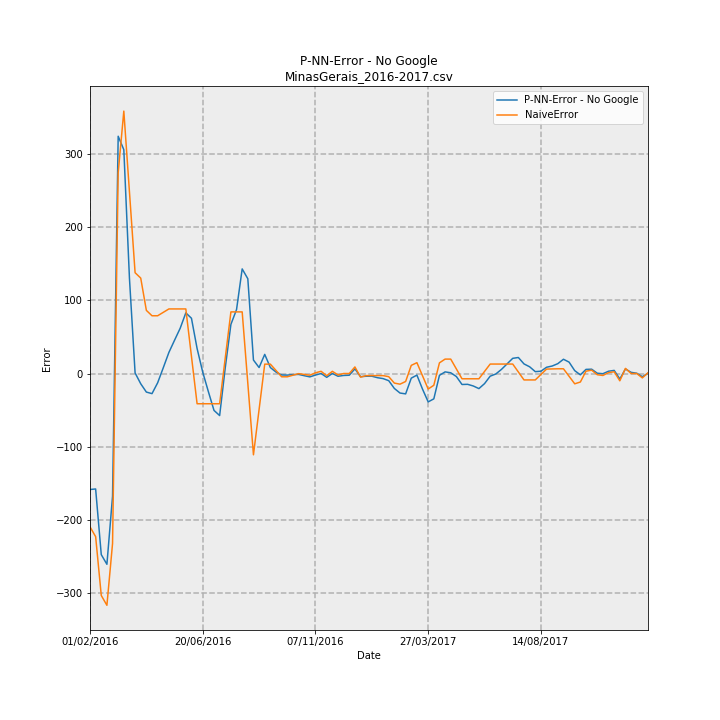 P-NN-Error - No Google
MinasGerais_2016-2017.csv
P-NN-Error - No Google
NaiveError
300
200
100
0
−100
−200
−300
Error
01/02/2016
20/06/2016
07/11/2016
27/03/2017
14/08/2017
Date